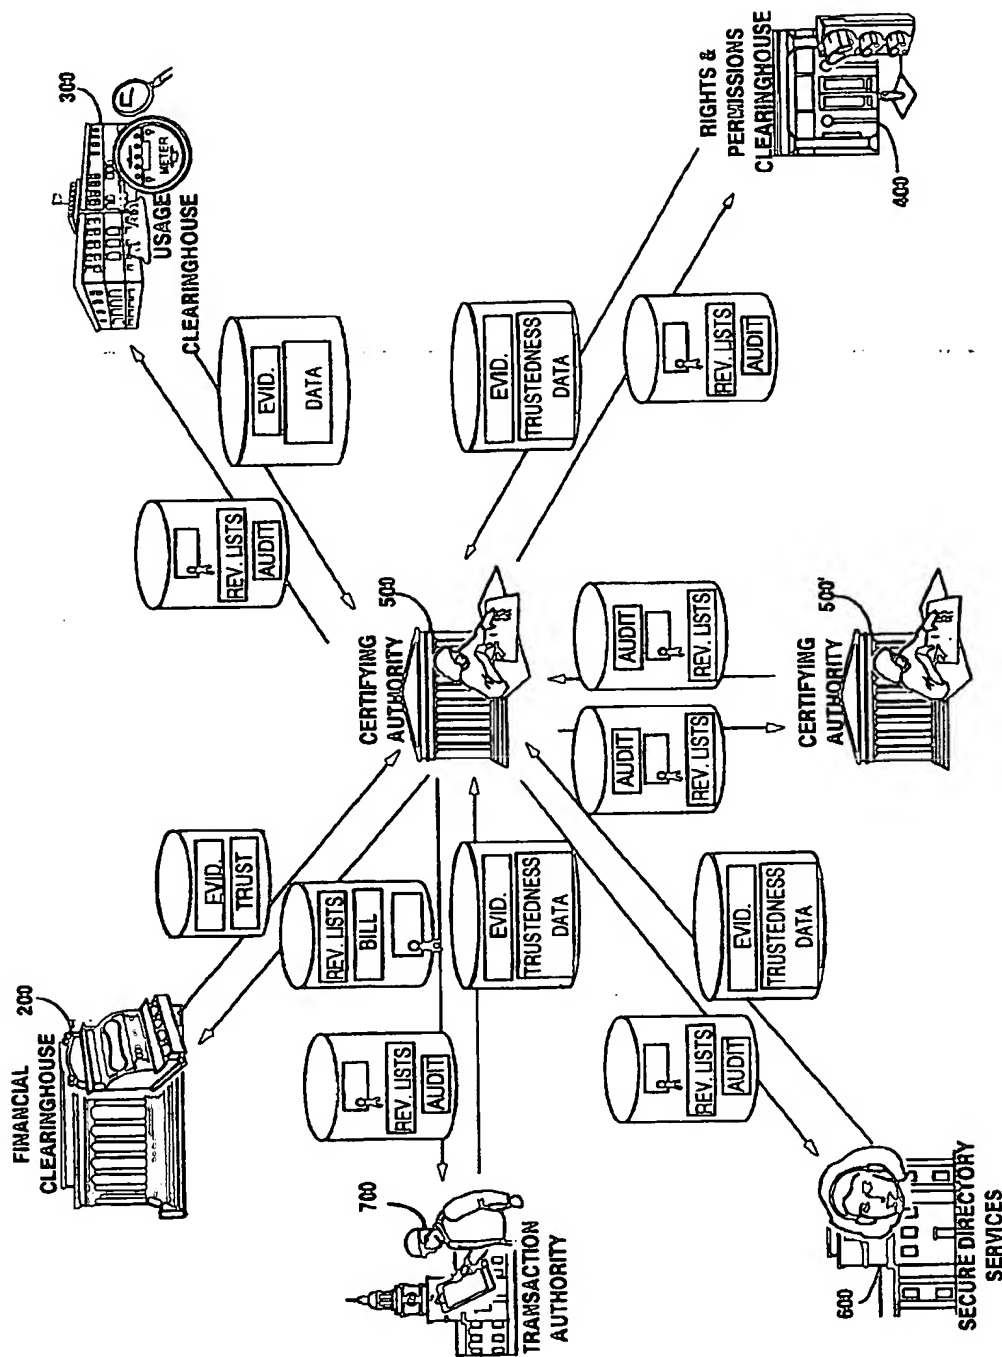 FINANCIAL
CLEARINGHOUSE
200
300
METER
USAGE
CLEARINGHOUSE
EVID.
TRUST
REV. LISTS
AUDIT
EVID.
DATA
REV. LISTS
BILL
REV. LISTS
AUDIT
700
TRANSACTION
AUTHORITY
CERTIFYING
AUTHORITY
500
EVID.
TRUSTEDNESS
DATA
EVID.
TRUSTEDNESS
DATA
AUDIT
REV. LISTS
AUDIT
REV. LISTS
REV. LISTS
AUDIT
REV. LISTS
AUDIT
EVID.
TRUSTEDNESS
DATA
RIGHTS &
PERMISSIONS
CLEARINGHOUSE
400
CERTIFYING
AUTHORITY
500'
600
SECURE DIRECTORY
SERVICES